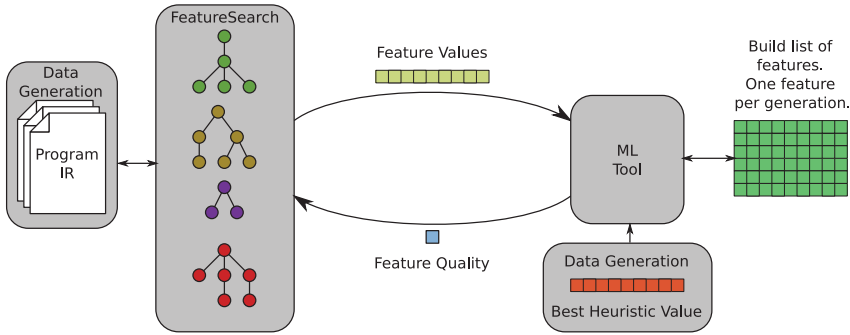 FeatureSearch
Data
Generation
Program
IR
Feature Values
Feature Quality
ML
Tool
Data Generation
Best Heuristic Value
Build list of
features.
One feature
per generation.